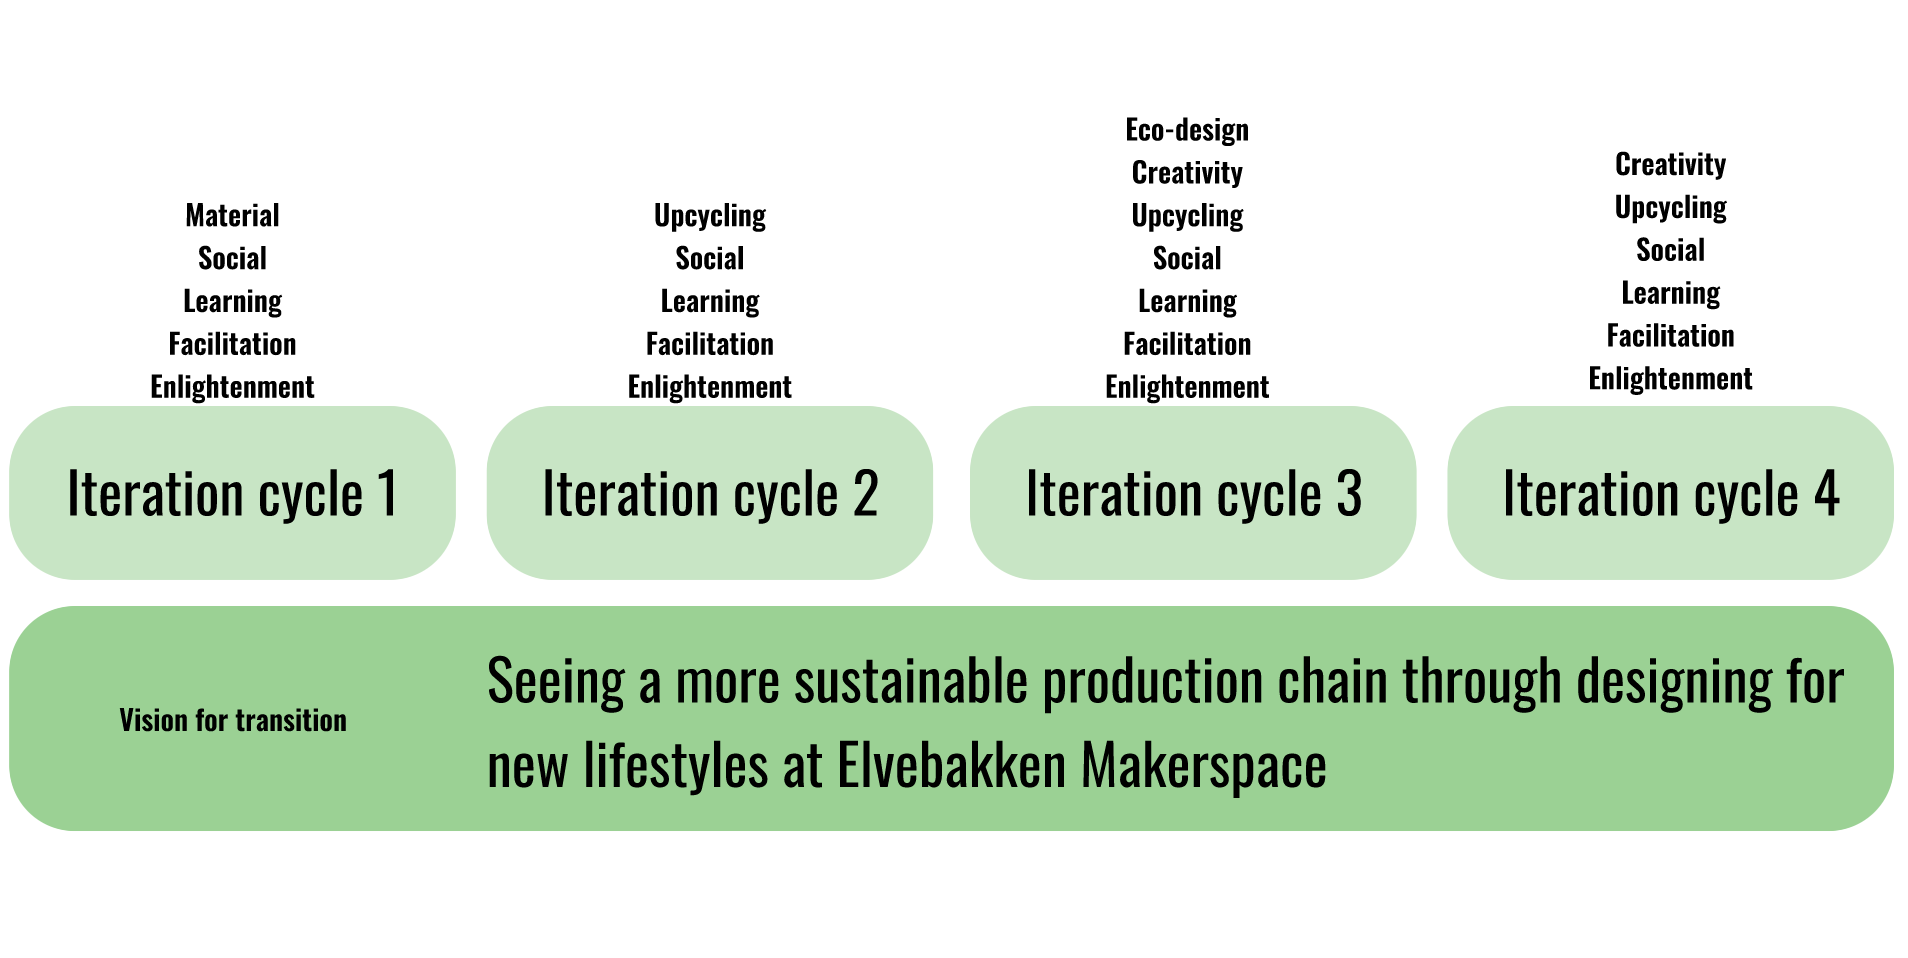 Material
Social
Learning
Facilitation
Enlightenment
Iteration cycle 1
Upcycling
Social
Learning
Facilitation
Enlightenment
Iteration cycle 2
Eco-design
Creativity
Upcycling
Social
Learning
Facilitation
Enlightenment
Iteration cycle 3
Creativity
Upcycling
Social
Learning
Facilitation
Enlightenment
Iteration cycle 4
Vision for transition
Seeing a more sustainable production chain through designing for
new lifestyles at Elvebakken Makerspace